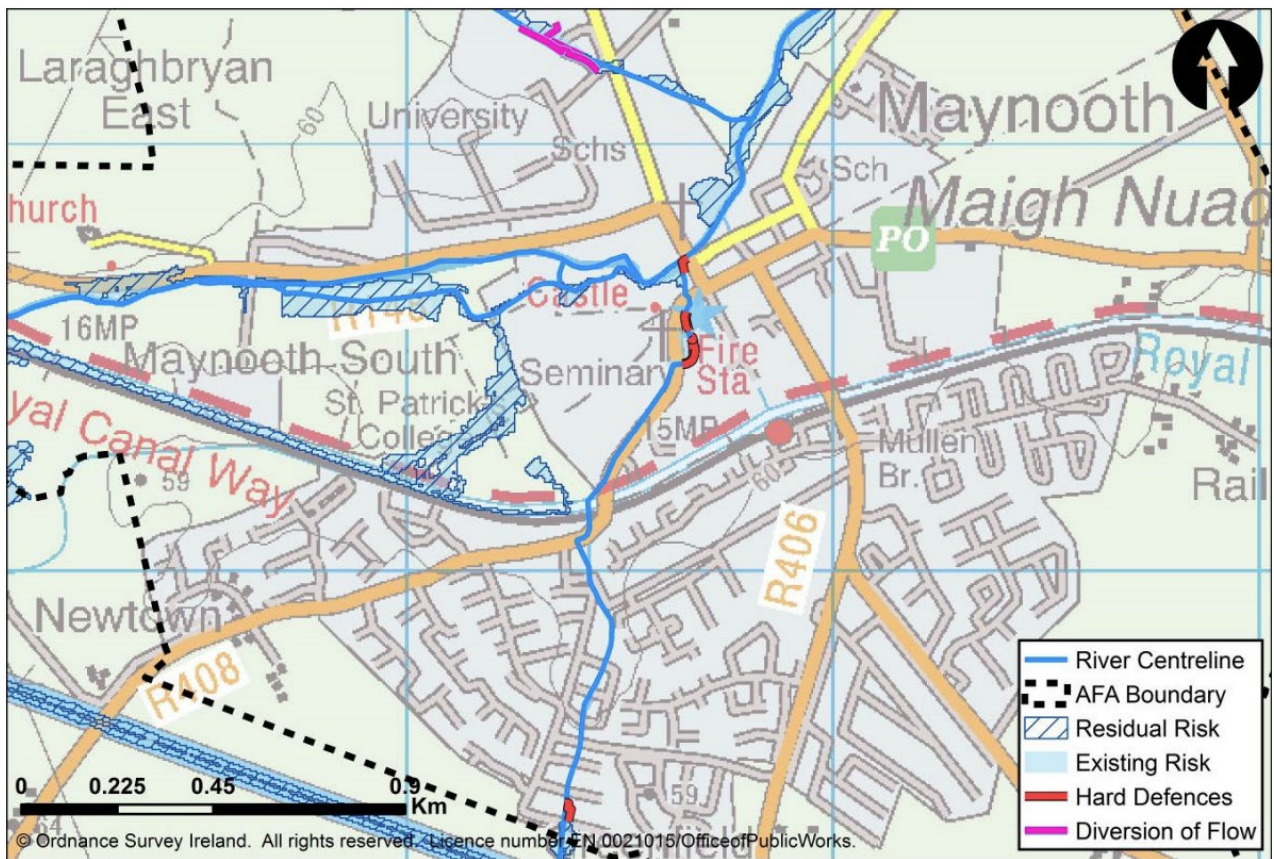 Laraghbryan
East
60
University
Schs
Maynooth
Sch
Maigh Nuad
PO
hurch
Castle
16MP
Maynooth South
Seminary
Fire
Sta
Royal
St. Patrick's
15MP
Mullen
Br.
yal Canal Way
59
60
Rail
R406
Newtown
R408
59
River Centreline
AFA Boundary
Residual Risk
Existing Risk
Hard Defences
Diversion of Flow
0 0.225 0.45 0.9
Km
64
© Ordnance Survey Ireland. All rights reserved. Licence number EN 0021015/OfficeofPublicWorks.